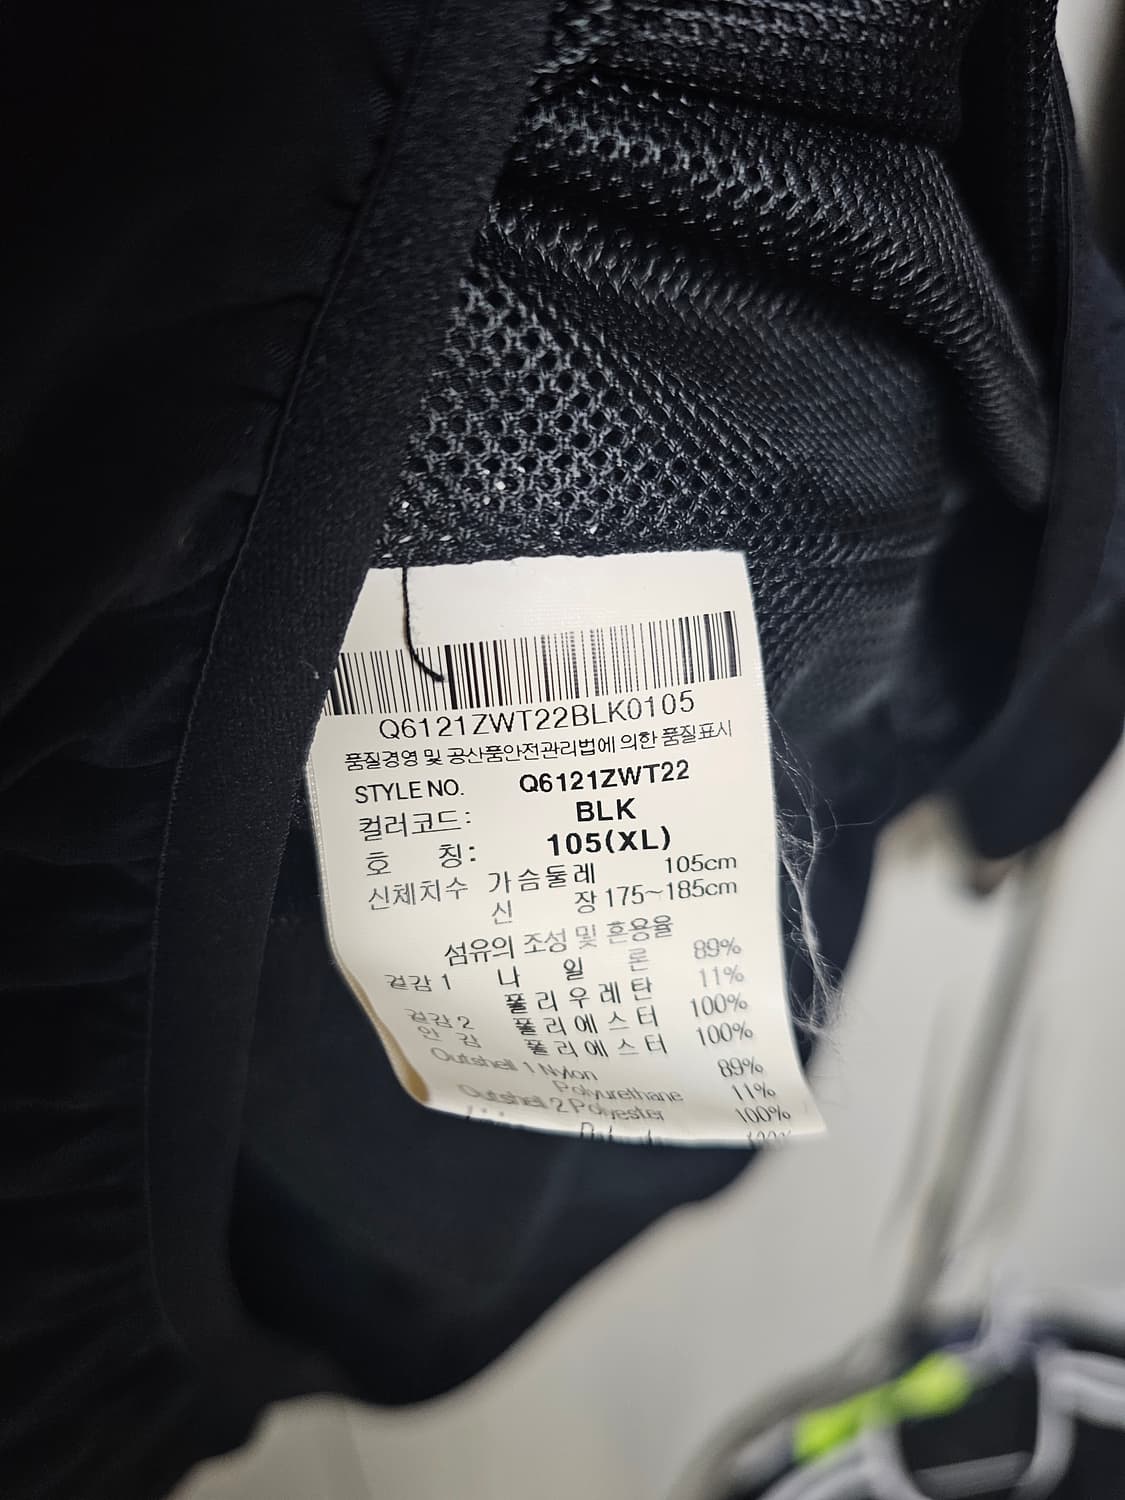 Q6121ZWT22BLK0105
품질경영 및 공산품안전관리법에 의한 품질표시
STYLE NO. Q6121ZWT22
컬러코드: BLK
호 칭: 105(XL)
신체치수 가슴둘레 105cm
신 장 175~185cm
섬유의 조성 및 혼용율
겉감 1 나 일 론 89%
폴리우레탄 11%
겉감 2 폴리에스터 100%
안 감 폴리에스터 100%
Outshell 1 Nylon 89%
Polyurethane 11%
Outshell 2 Polyester 100%